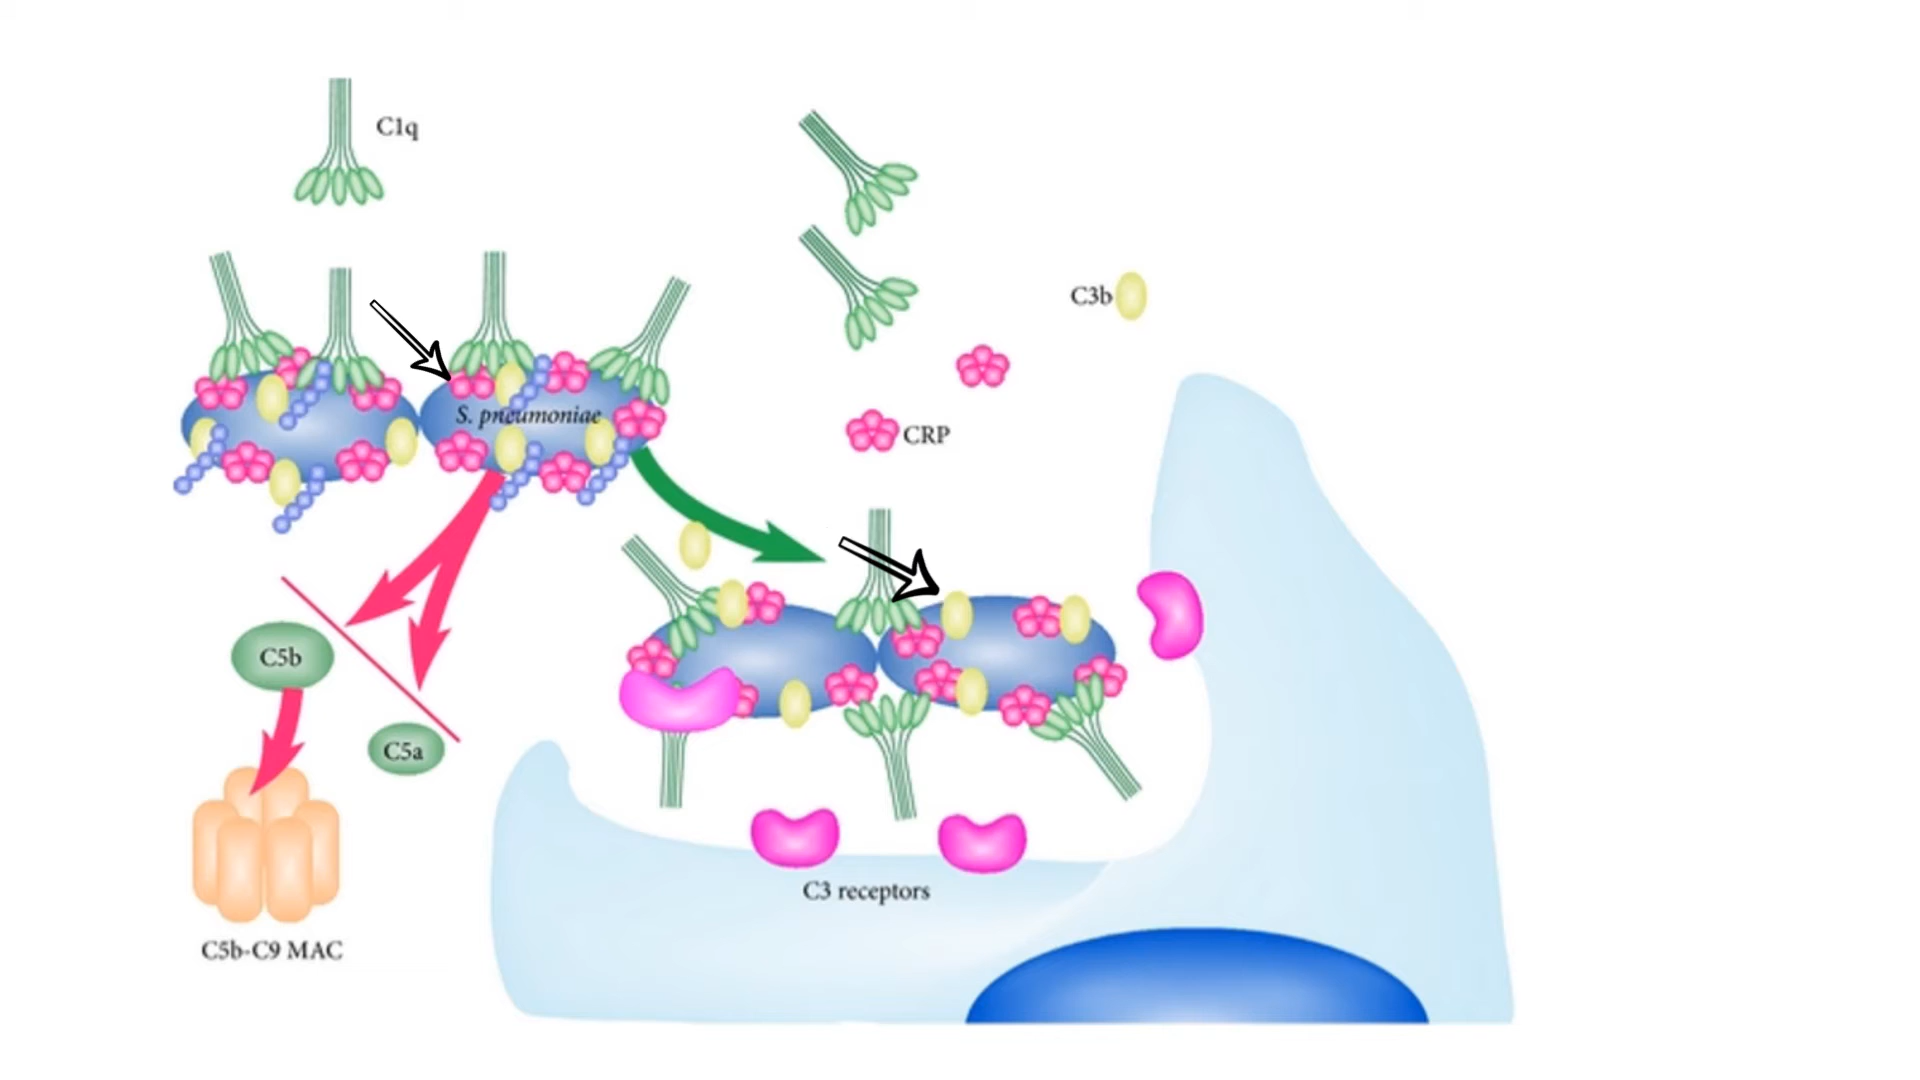 C1q
C3b
S. pneumoniae
CRP
C5b
C5a
C3 receptors
C5b-C9 MAC